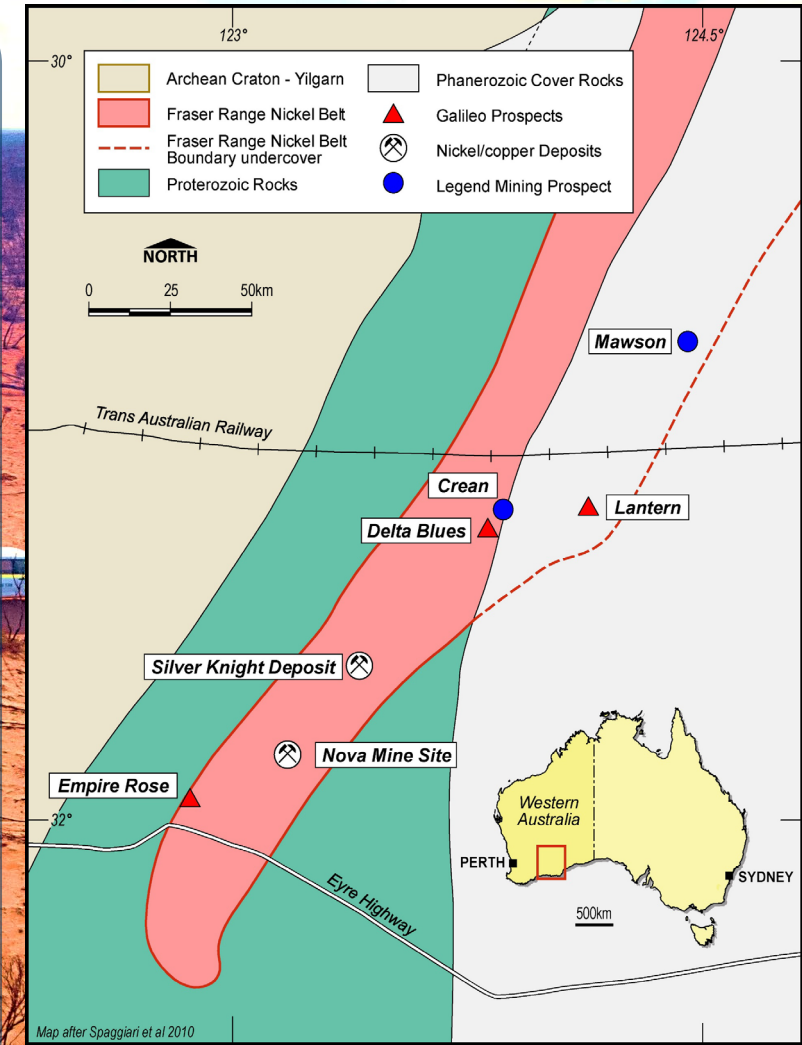 123°
124.5°
30°
Archean Craton - Yilgarn
Fraser Range Nickel Belt
Fraser Range Nickel Belt
Boundary undercover
Proterozoic Rocks
Phanerozoic Cover Rocks
Galileo Prospects
Nickel/copper Deposits
Legend Mining Prospect
NORTH
0 25 50km
Mawson
Trans Australian Railway
Crean
Lantern
Delta Blues
Silver Knight Deposit
Nova Mine Site
Empire Rose
32°
Eyre Highway
Western
Australia
PERTH
SYDNEY
500km
Map after Spaggiari et al 2010